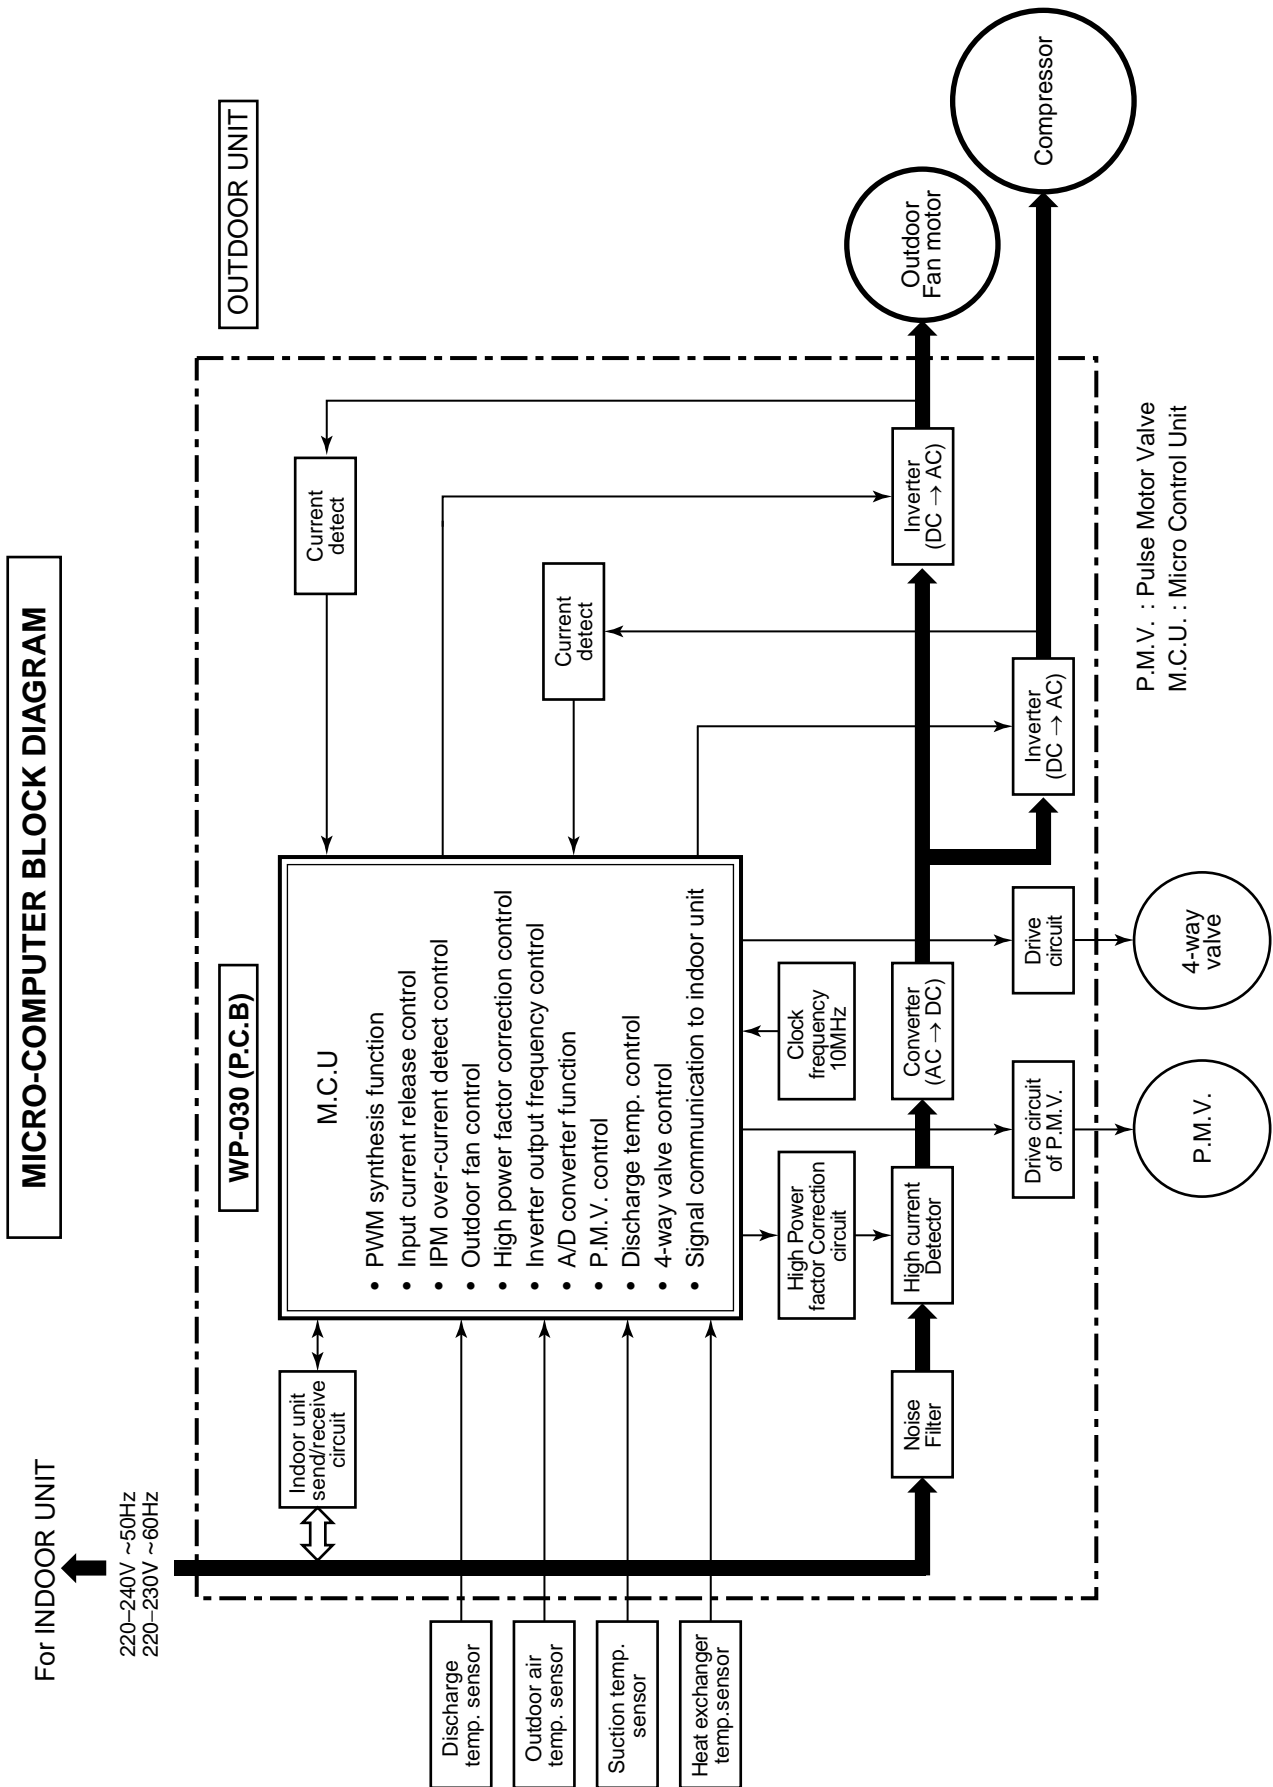 MICRO-COMPUTER BLOCK DIAGRAM
For INDOOR UNIT
220–240V ~50Hz
220–230V ~60Hz
WP-030 (P.C.B)
OUTDOOR UNIT
Indoor unit
send/receive
circuit
M.C.U
• PWM synthesis function
• Input current release control
• IPM over-current detect control
• Outdoor fan control
• High power factor correction control
• Inverter output frequency control
• A/D converter function
• P.M.V. control
• Discharge temp. control
• 4-way valve control
• Signal communication to indoor unit
Current
detect
Current
detect
Discharge
temp. sensor
Outdoor air
temp. sensor
Suction temp.
sensor
Heat exchanger
temp.sensor
High Power
factor Correction
circuit
Clock
frequency
10MHz
Noise
Filter
High current
Detector
Converter
(AC → DC)
Inverter
(DC → AC)
Outdoor
Fan motor
Drive circuit
of P.M.V.
Drive
circuit
Inverter
(DC → AC)
Compressor
P.M.V.
4-way
valve
P.M.V. : Pulse Motor Valve
M.C.U. : Micro Control Unit